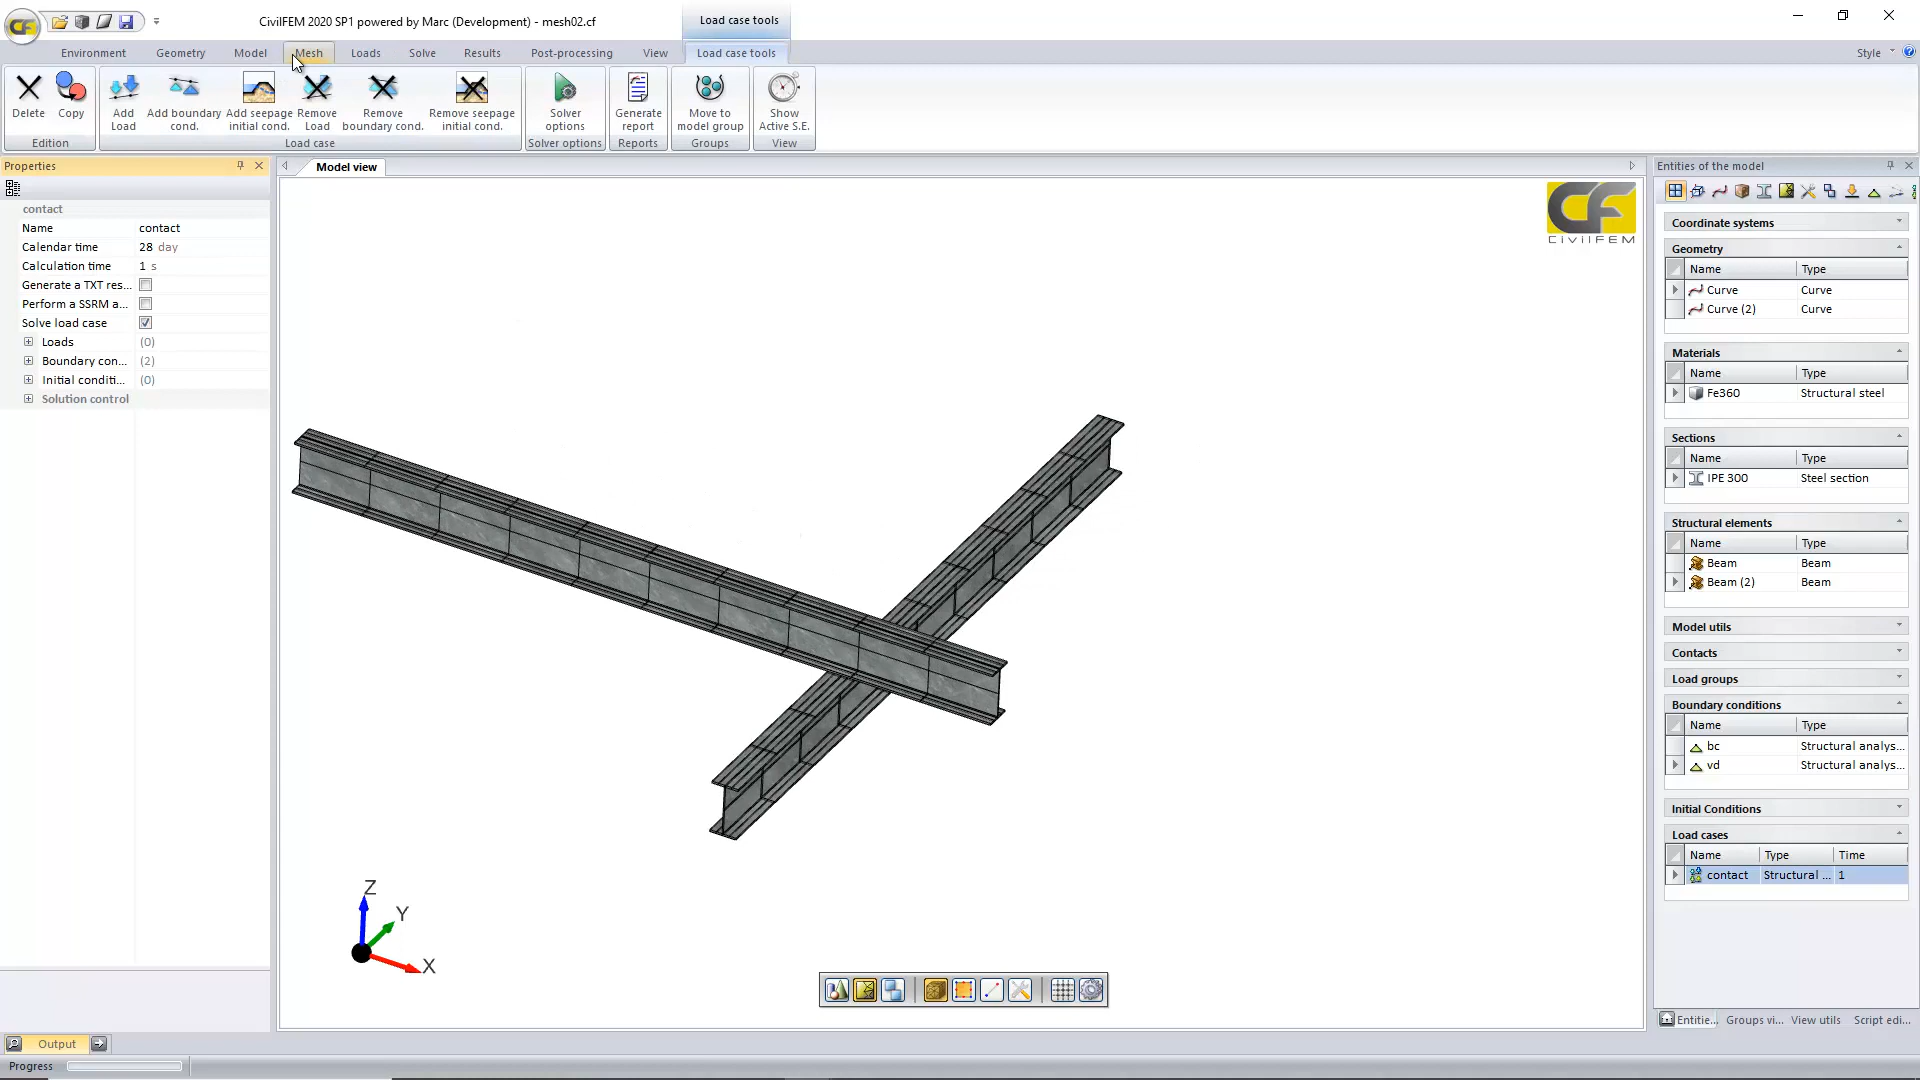 CivilFEM 2020 SP1 powered by Marc (Development) - mesh02.cf
Load case tools
Environment Geometry Model Mesh Loads Solve Results Post-processing View Load case tools Style
Delete Copy Add Load Add boundary cond. Add seepage initial cond. Remove Load Remove boundary cond. Remove seepage initial cond. Solver options Generate report Move to model group Show Active S.E.
Edition Load case Solver options Reports Groups View
Properties
contact
Name contact
Calendar time 28 day
Calculation time 1 s
Generate a TXT res...
Perform a SSRM a...
Solve load case
Loads (0)
Boundary con... (2)
Initial conditi... (0)
Solution control
Model view
CF
CIVILFEM
Z
Y
X
Entities of the model
Coordinate systems
Geometry
Name Type
Curve Curve
Curve (2) Curve
Materials
Name Type
Fe360 Structural steel
Sections
Name Type
IPE 300 Steel section
Structural elements
Name Type
Beam Beam
Beam (2) Beam
Model utils
Contacts
Load groups
Boundary conditions
Name Type
bc Structural analys...
vd Structural analys...
Initial Conditions
Load cases
Name Type Time
contact Structural ... 1
Entitie... Groups vi... View utils Script edi...
Output
Progress